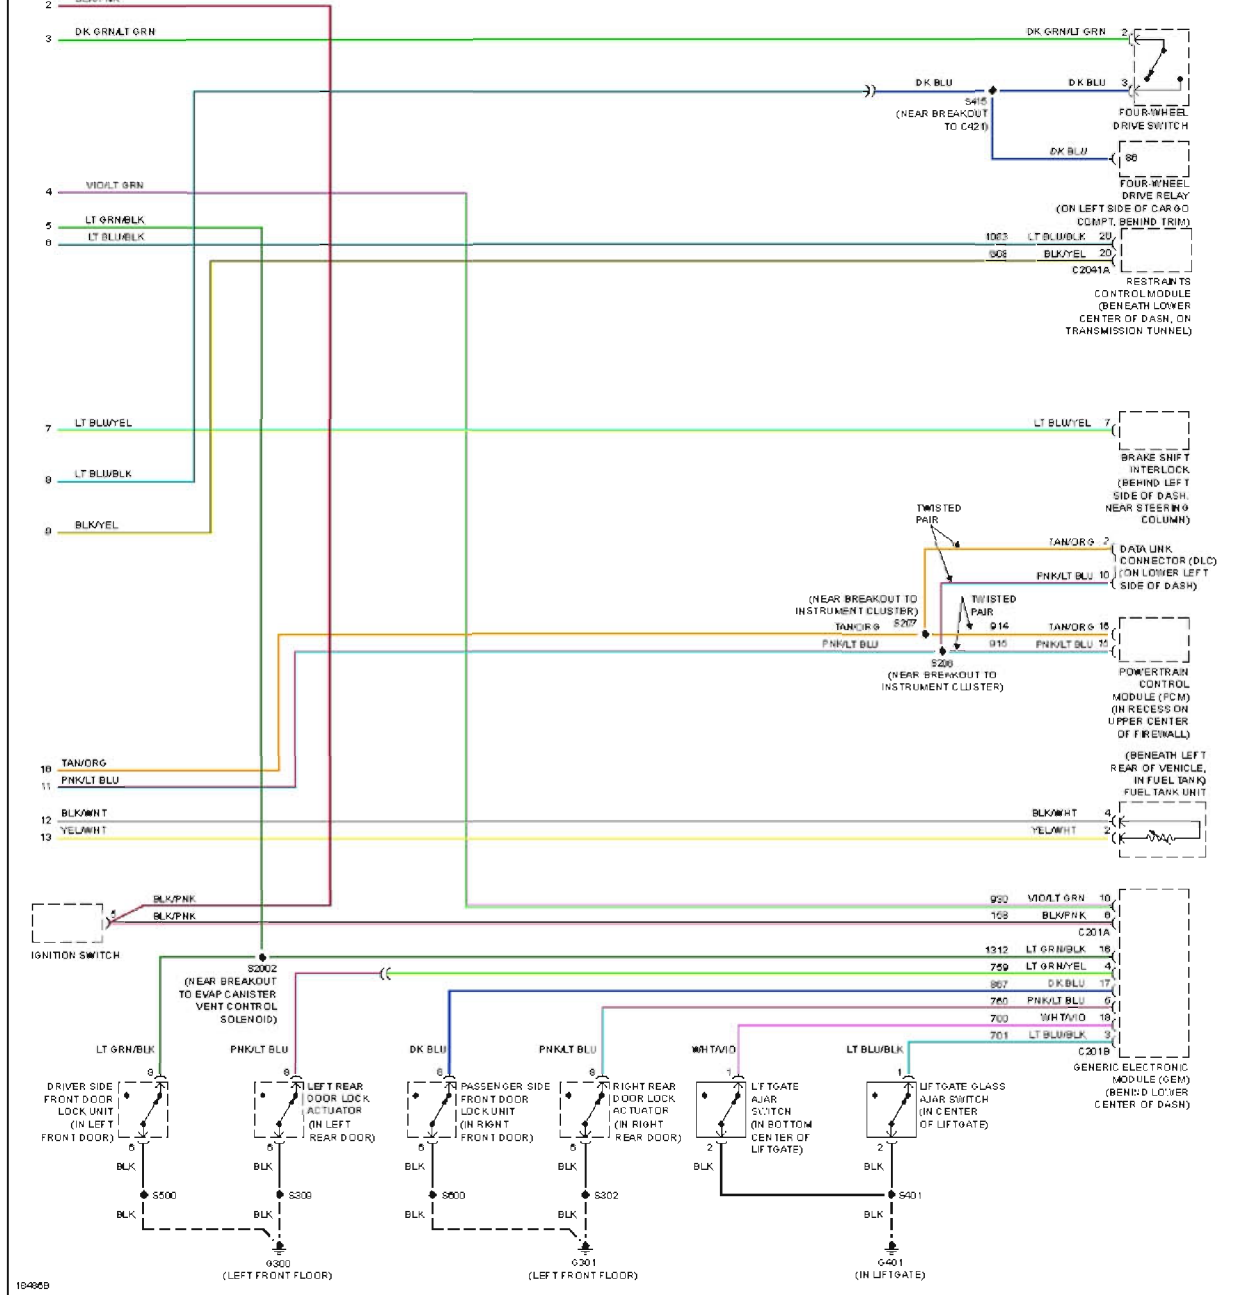 2
3 DK GRN/LT GRN
DK GRN/LT GRN 2
DK BLU
DK BLU 3
S415
(NEAR BREAKOUT
TO C421)
FOUR-WHEEL
DRIVE SWITCH
DK BLU
86
FOUR-WHEEL
DRIVE RELAY
(ON LEFT SIDE OF CARGO
COMPT. BEHIND TRIM)
4 VIO/LT GRN
5 LT GRN/BLK
6 LT BLU/BLK
LT BLU/BLK
BLK/YEL 20
C2041A
RESTRAINTS
CONTROL MODULE
(BENEATH LOWER
CENTER OF DASH, ON
TRANSMISSION TUNNEL)
7 LT BLU/YEL
LT BLU/YEL 7
BRAKE SHIFT
INTERLOCK
(BEHIND LEFT
SIDE OF DASH,
NEAR STEERING
COLUMN)
8 LT BLU/BLK
9 BLK/YEL
TWISTED
PAIR
TAN/ORG 2
DATA LINK
CONNECTOR (DLC)
(ON LOWER LEFT
SIDE OF DASH)
PNK/LT BLU 10
(NEAR BREAKOUT TO
INSTRUMENT CLUSTER)
S207
TWISTED
PAIR
TAN/ORG
914
TAN/ORG 16
PNK/LT BLU
915
PNK/LT BLU 15
S208
(NEAR BREAKOUT TO
INSTRUMENT CLUSTER)
POWERTRAIN
CONTROL
MODULE (PCM)
(IN RECESS ON
UPPER CENTER
OF FIREWALL)
10 TAN/ORG
11 PNK/LT BLU
(BENEATH LEFT
REAR OF VEHICLE,
IN FUEL TANK)
FUEL TANK UNIT
12 BLK/WHT
BLK/WHT 4
13 YEL/WHT
YEL/WHT 2
IGNITION SWITCH
BLK/PNK
BLK/PNK
930 VIO/LT GRN 10
BLK/PNK
C201A
1312 LT GRN/BLK 16
759 LT GRN/YEL 4
867 DK BLU 17
760 PNK/LT BLU
700 WHT/VIO 18
701 LT BLU/BLK 3
C201B
GENERIC ELECTRONIC
MODULE (GEM)
(BEHIND LOWER
CENTER OF DASH)
S2002
(NEAR BREAKOUT
TO EVAP CANISTER
VENT CONTROL
SOLENOID)
LT GRN/BLK
PNK/LT BLU
DK BLU
PNK/LT BLU
WHT/VIO
LT BLU/BLK
1
1
DRIVER SIDE
FRONT DOOR
LOCK UNIT
(IN LEFT
FRONT DOOR)
LEFT REAR
DOOR LOCK
ACTUATOR
(IN LEFT
REAR DOOR)
PASSENGER SIDE
FRONT DOOR
LOCK UNIT
(IN RIGHT
FRONT DOOR)
RIGHT REAR
DOOR LOCK
ACTUATOR
(IN RIGHT
REAR DOOR)
LIFTGATE
AJAR
SWITCH
(IN BOTTOM
CENTER OF
LIFTGATE)
LIFTGATE GLASS
AJAR SWITCH
(IN CENTER
OF LIFTGATE)
2
2
BLK
BLK
BLK
BLK
BLK
BLK
S500
S309
S600
S302
S401
BLK
BLK
BLK
BLK
BLK
G300
(LEFT FRONT FLOOR)
G301
(LEFT FRONT FLOOR)
G401
(IN LIFTGATE)